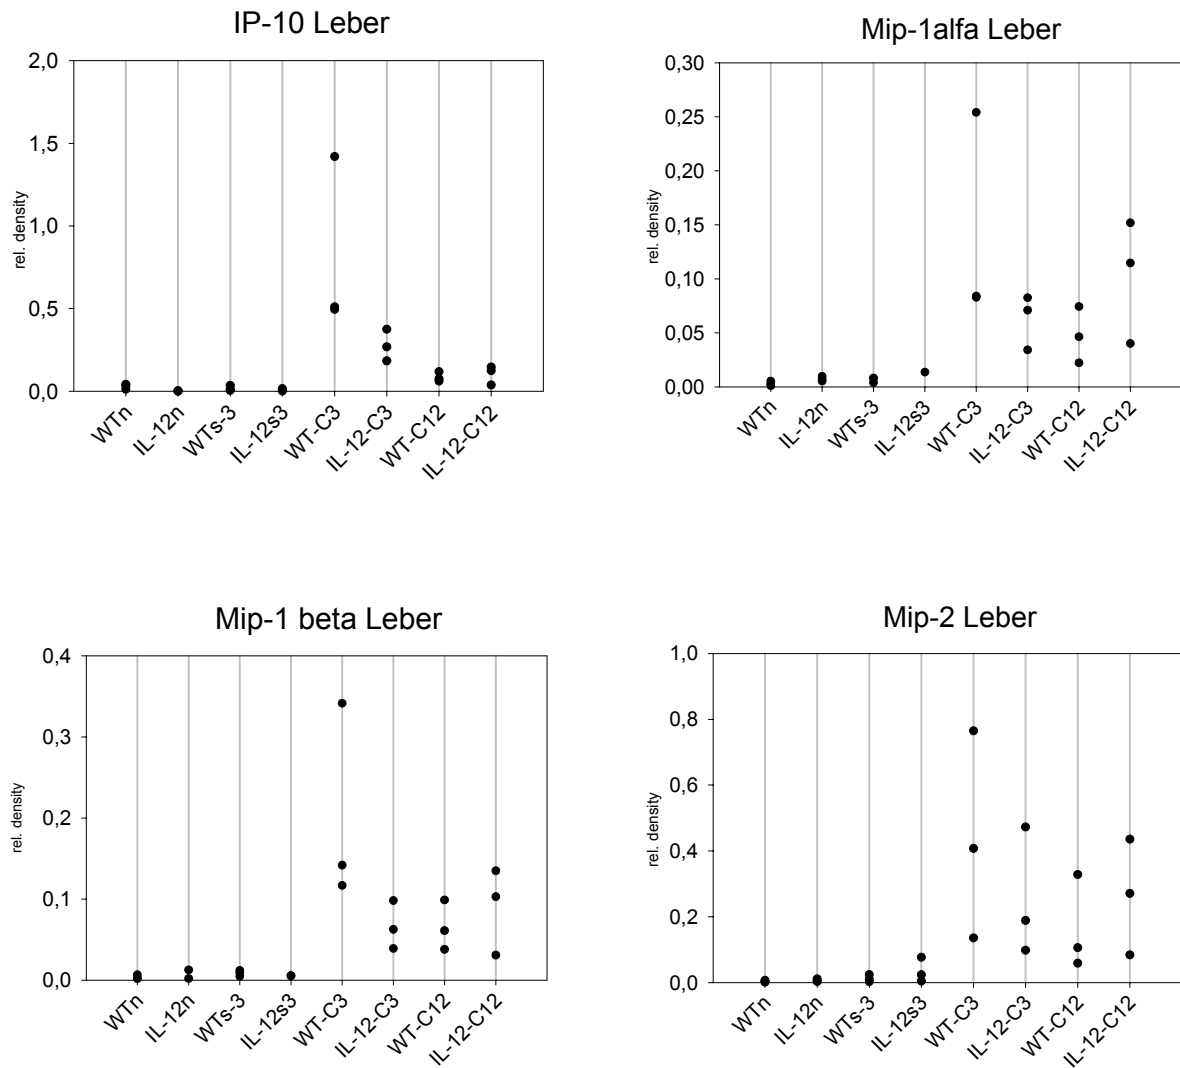 IP-10 Leber
2,0
1,5
1,0
0,5
0,0
rel. density
WTn
IL-12n
WTs-3
IL-12s3
WT-C3
IL-12-C3
WT-C12
IL-12-C12
Mip-1alfa Leber
0,30
0,25
0,20
0,15
0,10
0,05
0,00
rel. density
WTn
IL-12n
WTs-3
IL-12s3
WT-C3
IL-12-C3
WT-C12
IL-12-C12
Mip-1 beta Leber
0,4
0,3
0,2
0,1
0,0
rel. density
WTn
IL-12n
WTs-3
IL-12s3
WT-C3
IL-12-C3
WT-C12
IL-12-C12
Mip-2 Leber
1,0
0,8
0,6
0,4
0,2
0,0
rel. density
WTn
IL-12n
WTs-3
IL-12s3
WT-C3
IL-12-C3
WT-C12
IL-12-C12